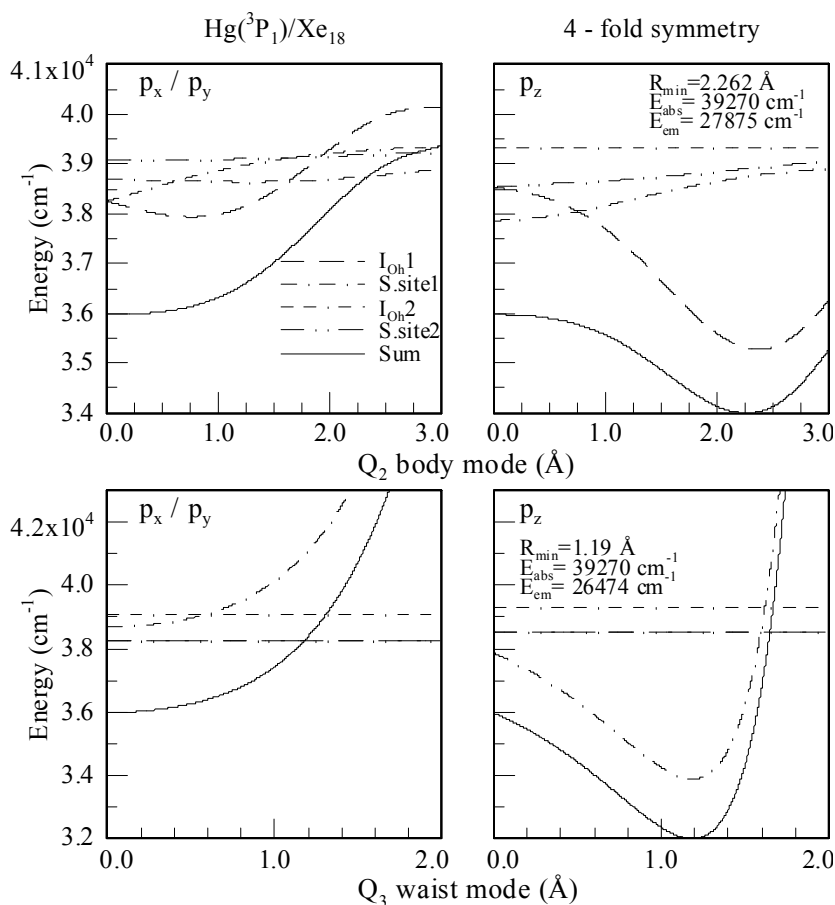 Hg(³P₁)/Xe₁₈
4 - fold symmetry
4.1x10⁴
4.0
3.9
3.8
3.7
3.6
3.5
3.4
Energy (cm⁻¹)
pₓ / pᵧ
I_Oh1
S.site1
I_Oh2
S.site2
Sum
0.0 1.0 2.0 3.0
p_z
R_min=2.262 Å
E_abs= 39270 cm⁻¹
E_em= 27875 cm⁻¹
0.0 1.0 2.0 3.0
Q₂ body mode (Å)
4.2x10⁴
4.0
3.8
3.6
3.4
3.2
Energy (cm⁻¹)
pₓ / pᵧ
0.0 1.0 2.0
p_z
R_min=1.19 Å
E_abs= 39270 cm⁻¹
E_em= 26474 cm⁻¹
0.0 1.0 2.0
Q₃ waist mode (Å)